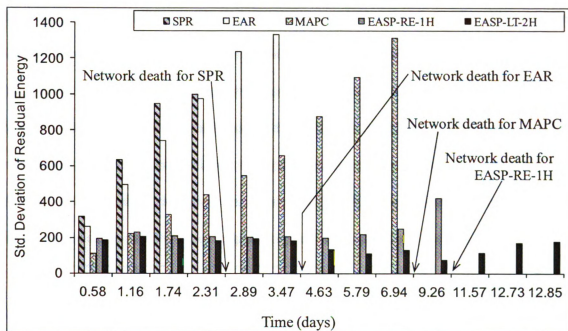 SPR EAR MAPC EASP-RE-1H EASP-LT-2H
Std. Deviation of Residual Energy
1400
1200
1000
800
600
400
200
0
Network death for SPR
Network death for EAR
Network death for MAPC
Network death for
EASP-RE-1H
0.58 1.16 1.74 2.31 2.89 3.47 4.63 5.79 6.94 9.26 11.57 12.73 12.85
Time (days)